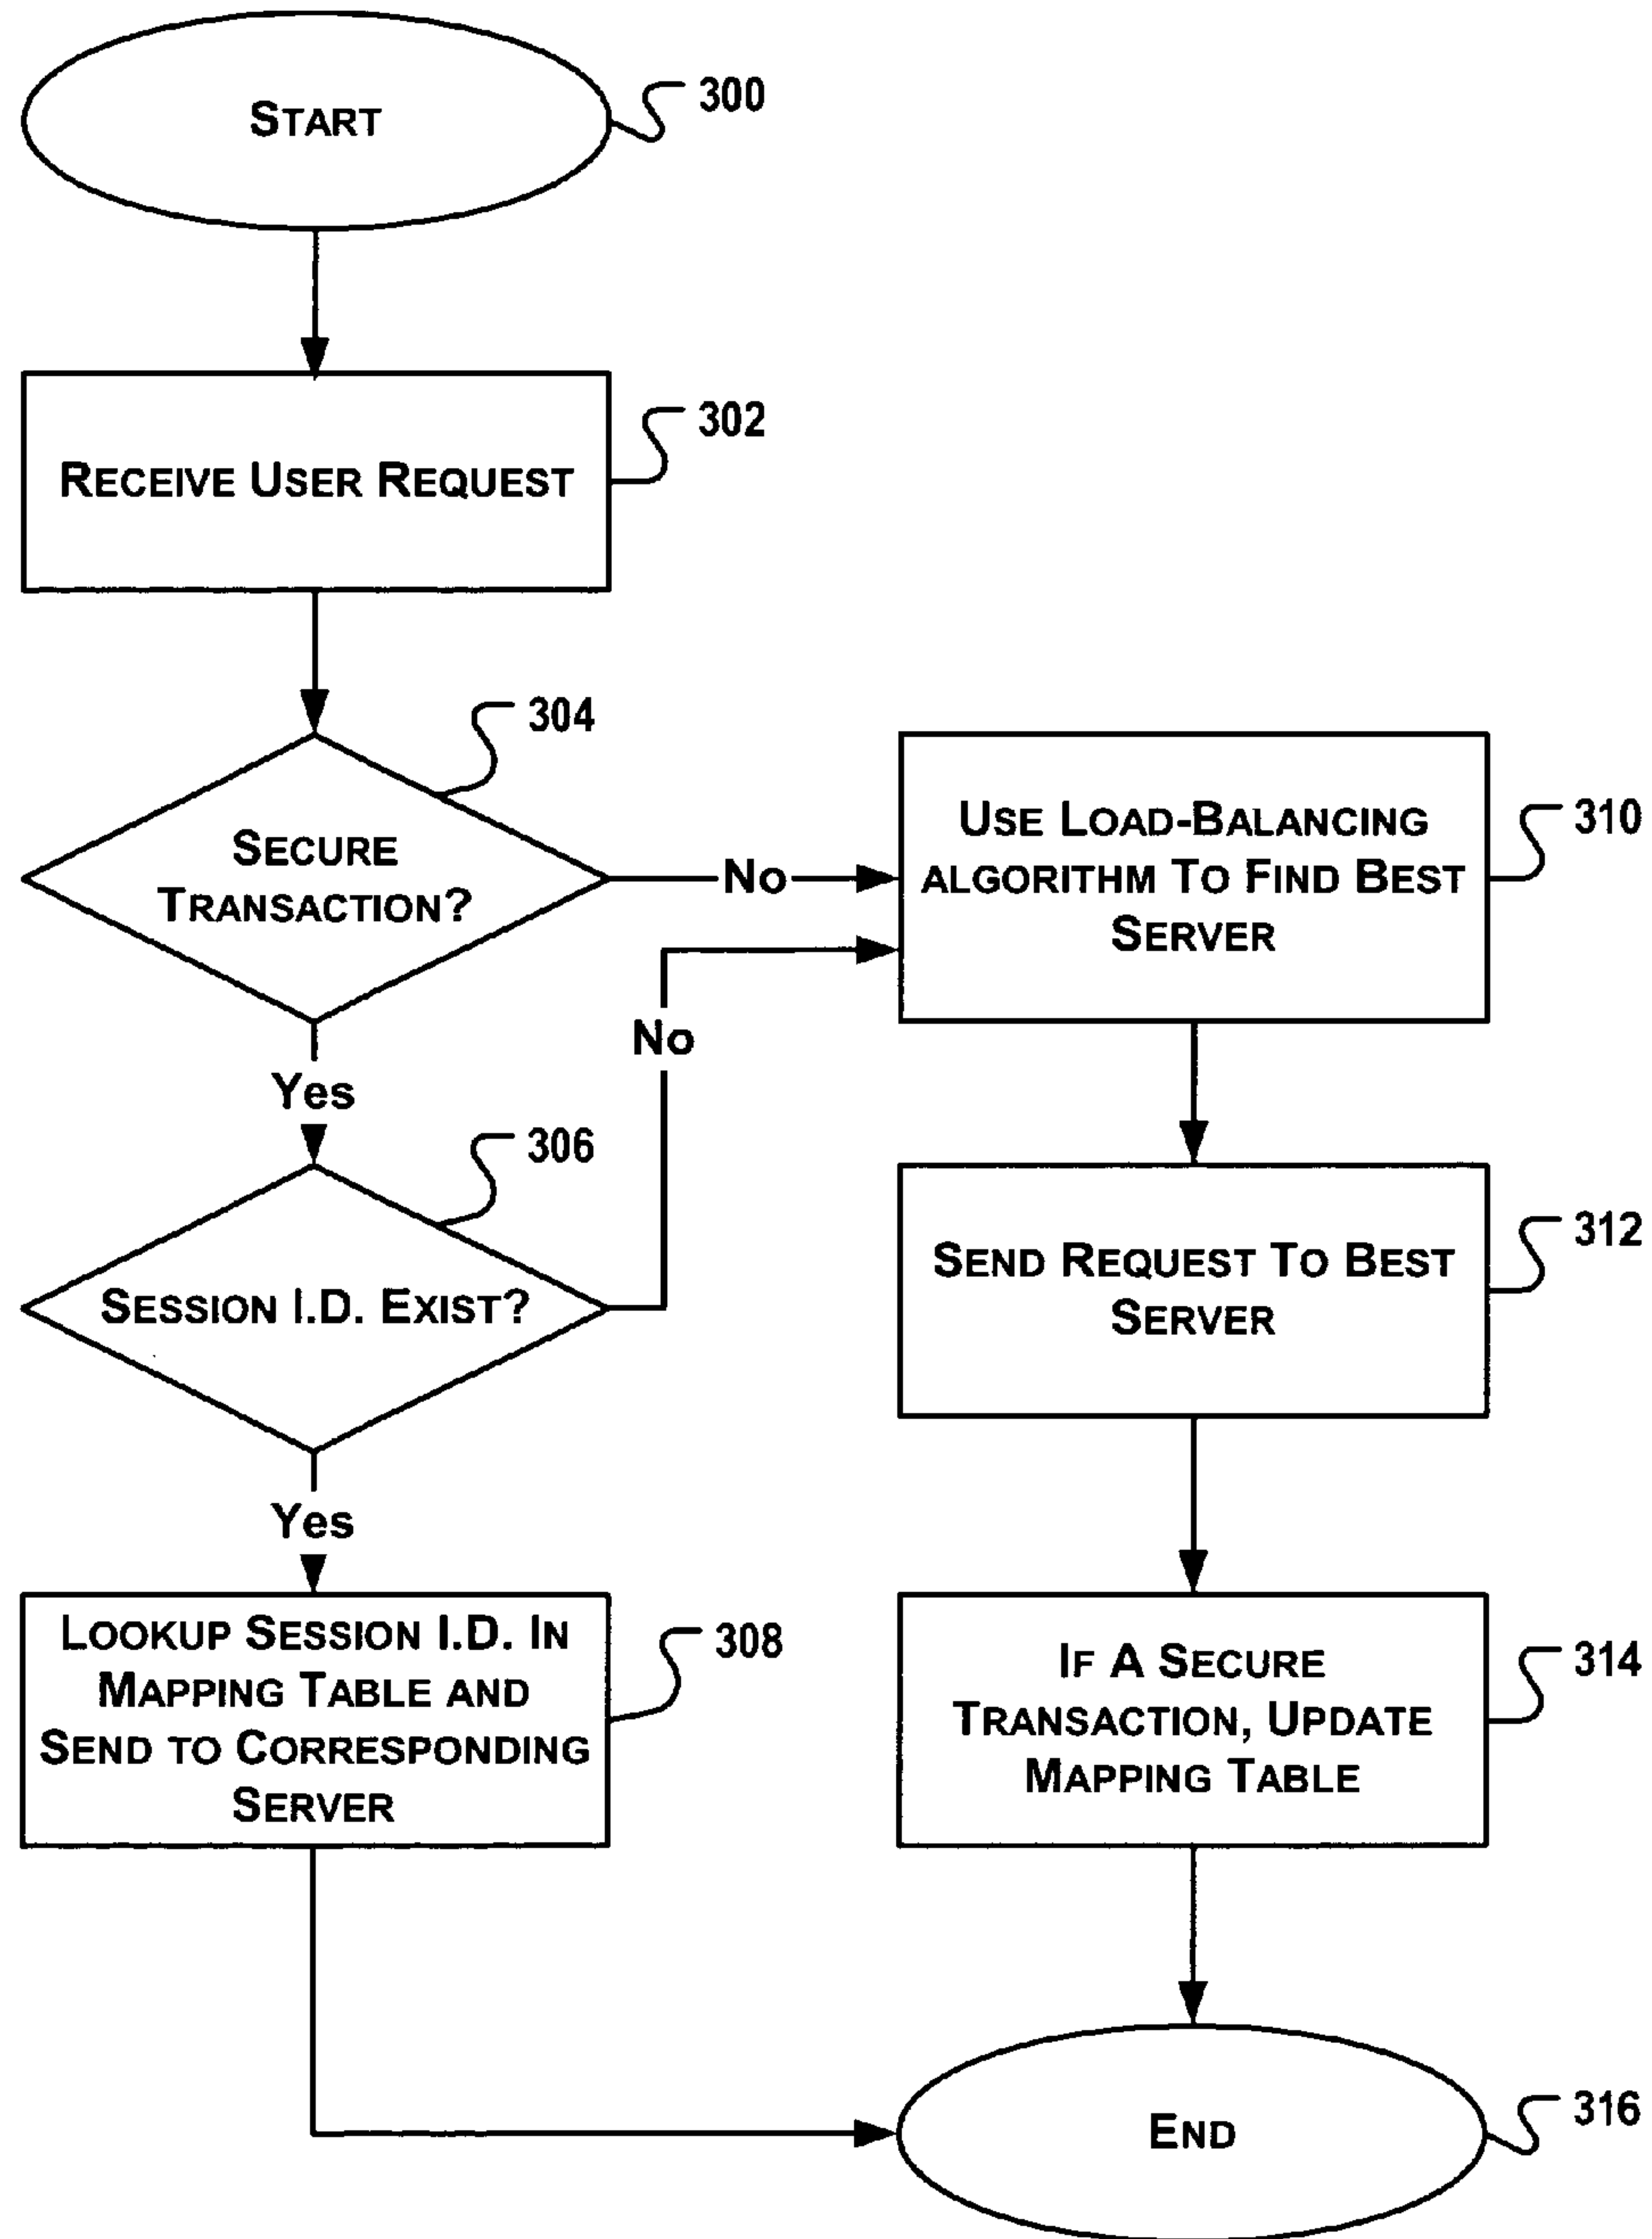 START
300
RECEIVE USER REQUEST
302
SECURE
TRANSACTION?
304
No
Yes
SESSION I.D. EXIST?
306
No
Yes
LOOKUP SESSION I.D. IN
MAPPING TABLE AND
SEND TO CORRESPONDING
SERVER
308
USE LOAD-BALANCING
ALGORITHM TO FIND BEST
SERVER
310
SEND REQUEST TO BEST
SERVER
312
IF A SECURE
TRANSACTION, UPDATE
MAPPING TABLE
314
END
316